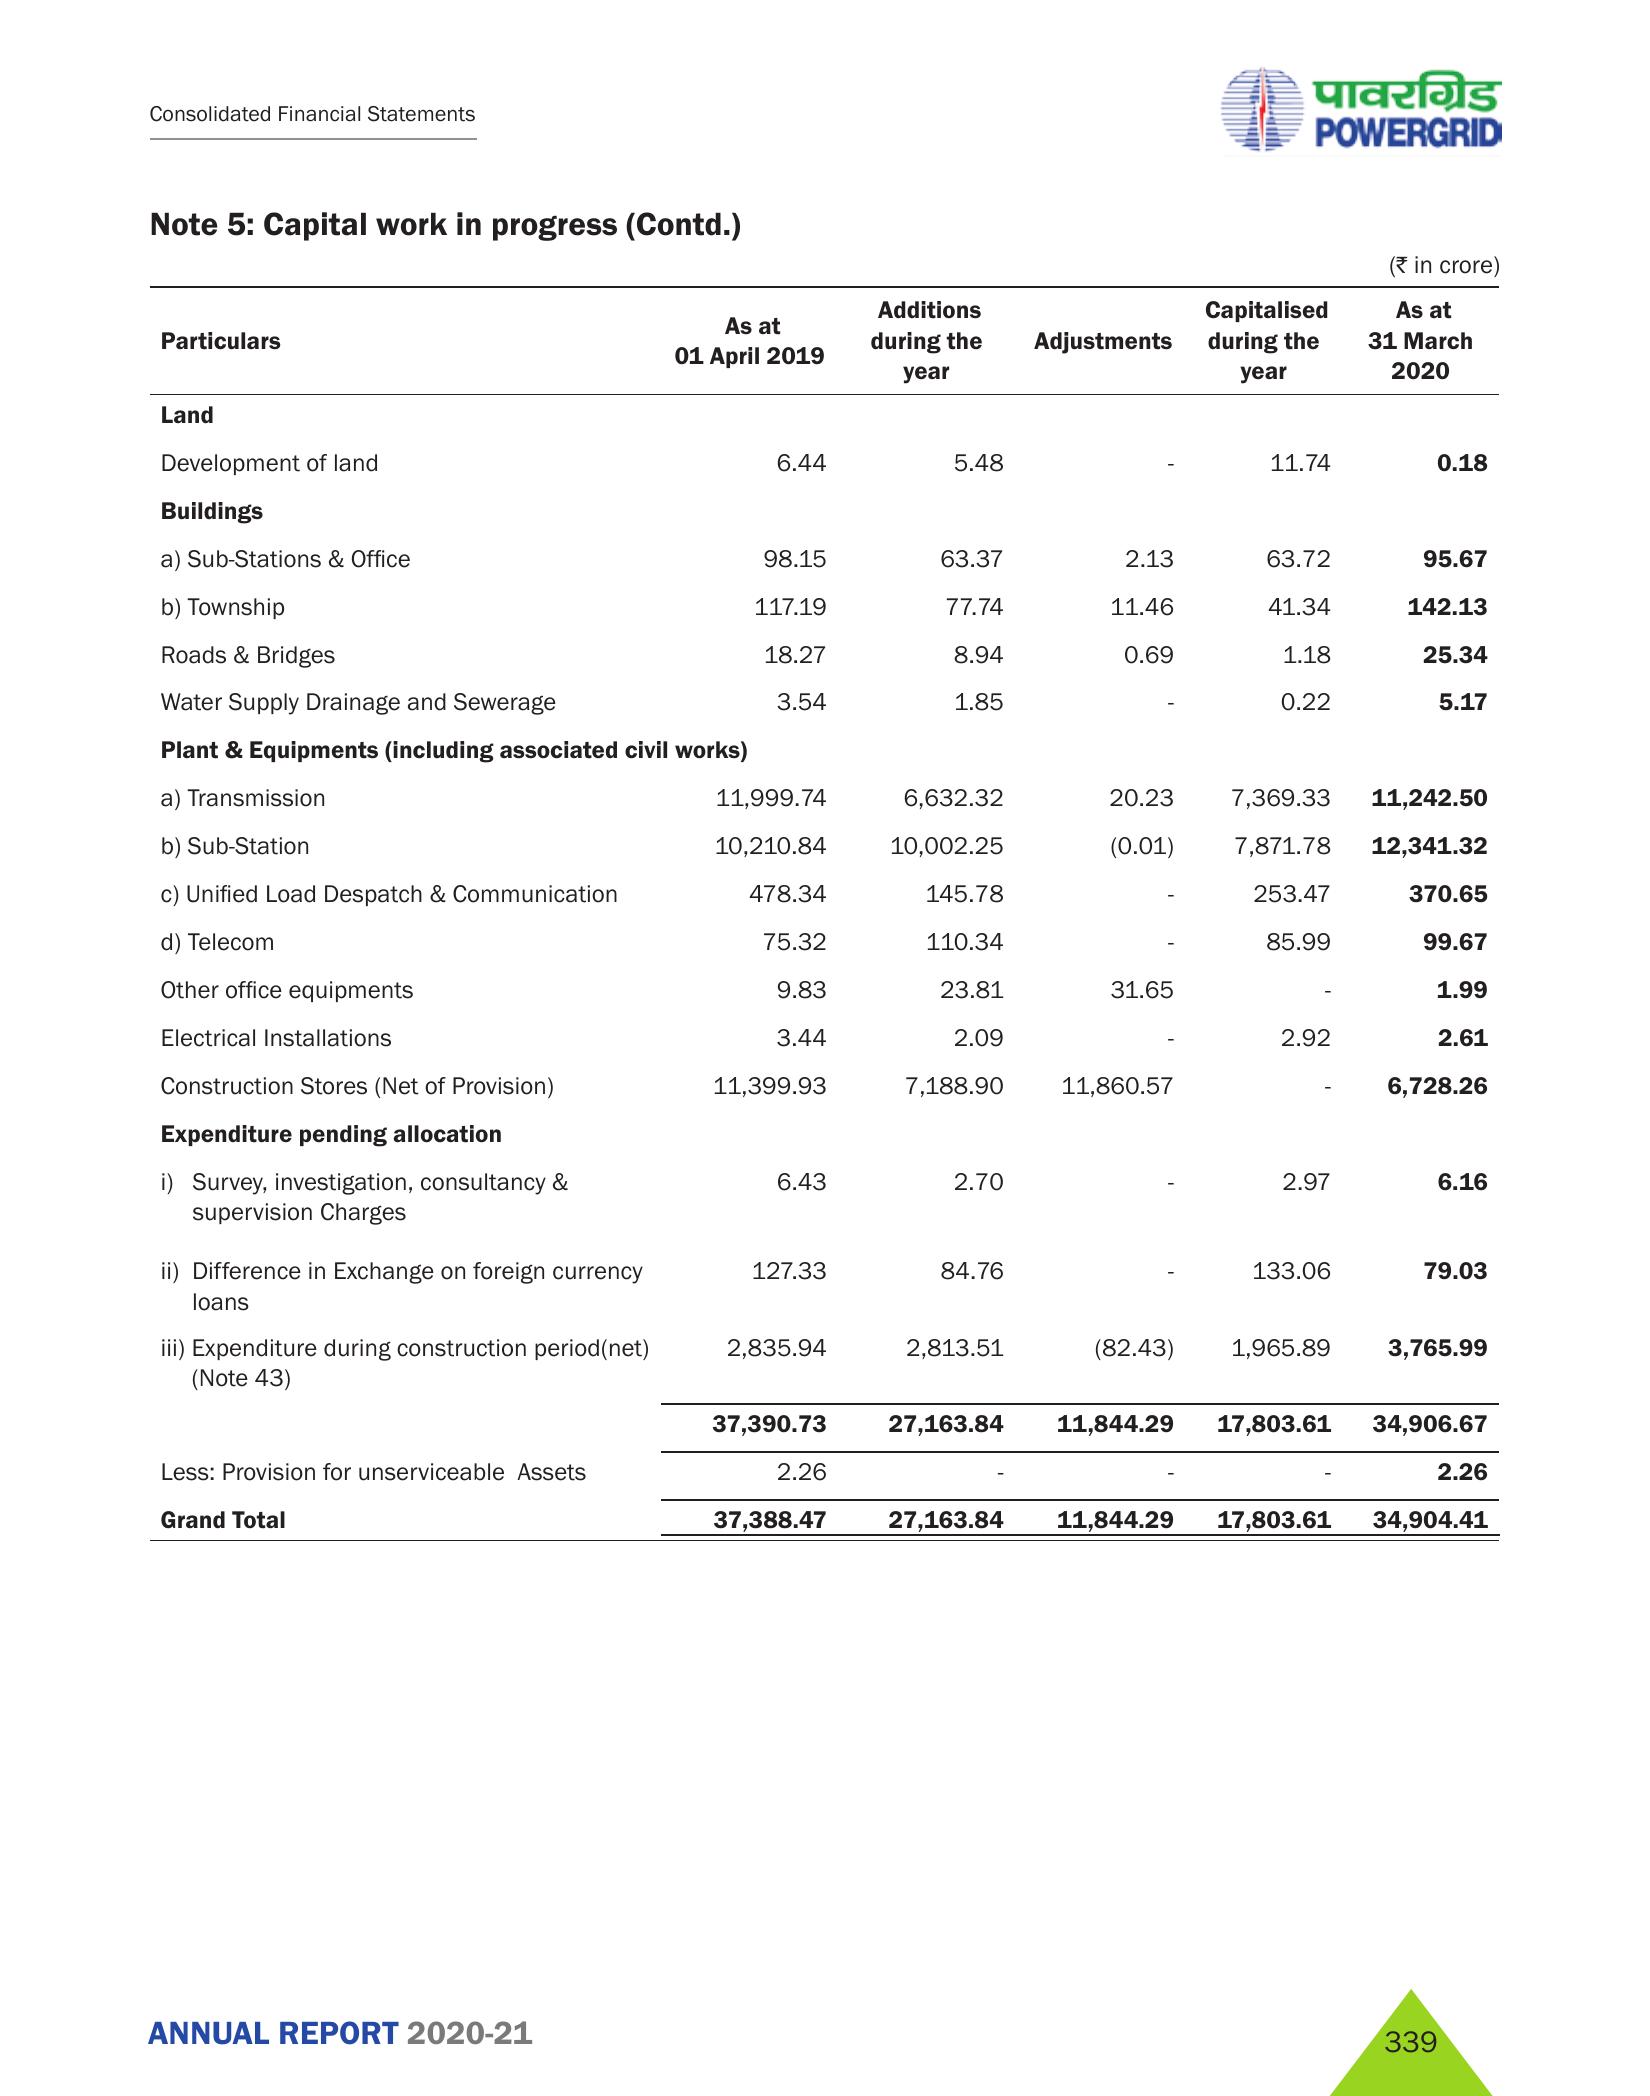 Consolidated Financial Statements
पावरग्रिड
POWERGRID
Note 5: Capital work in progress (Contd.)
(₹ in crore)
Particulars As at 01 April 2019 Additions during the year Adjustments Capitalised during the year As at 31 March 2020
Land
Development of land 6.44 5.48 - 11.74 0.18
Buildings
a) Sub-Stations & Office 98.15 63.37 2.13 63.72 95.67
b) Township 117.19 77.74 11.46 41.34 142.13
Roads & Bridges 18.27 8.94 0.69 1.18 25.34
Water Supply Drainage and Sewerage 3.54 1.85 - 0.22 5.17
Plant & Equipments (including associated civil works)
a) Transmission 11,999.74 6,632.32 20.23 7,369.33 11,242.50
b) Sub-Station 10,210.84 10,002.25 (0.01) 7,871.78 12,341.32
c) Unified Load Despatch & Communication 478.34 145.78 - 253.47 370.65
d) Telecom 75.32 110.34 - 85.99 99.67
Other office equipments 9.83 23.81 31.65 - 1.99
Electrical Installations 3.44 2.09 - 2.92 2.61
Construction Stores (Net of Provision) 11,399.93 7,188.90 11,860.57 - 6,728.26
Expenditure pending allocation
i) Survey, investigation, consultancy & 6.43 2.70 - 2.97 6.16
supervision Charges
ii) Difference in Exchange on foreign currency 127.33 84.76 - 133.06 79.03
loans
iii) Expenditure during construction period(net) 2,835.94 2,813.51 (82.43) 1,965.89 3,765.99
(Note 43)
37,390.73 27,163.84 11,844.29 17,803.61 34,906.67
Less: Provision for unserviceable Assets 2.26 - - - 2.26
Grand Total 37,388.47 27,163.84 11,844.29 17,803.61 34,904.41
ANNUAL REPORT 2020-21
339